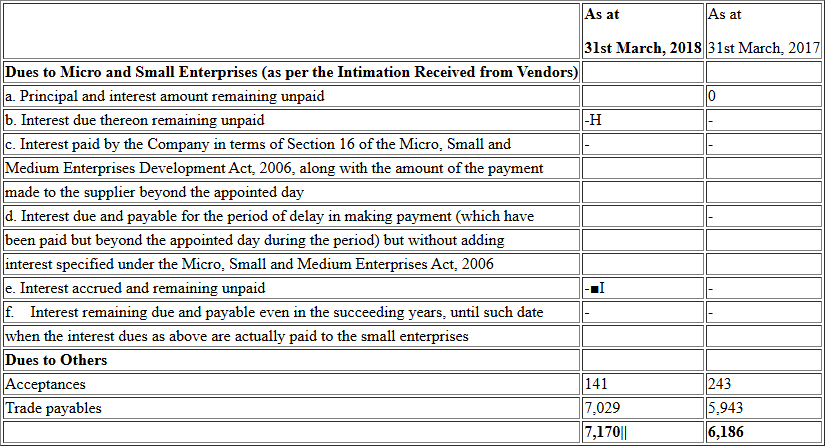 As at As at
31st March, 2018 31st March, 2017
Dues to Micro and Small Enterprises (as per the Intimation Received from Vendors)
a. Principal and interest amount remaining unpaid 0
b. Interest due thereon remaining unpaid -H -
c. Interest paid by the Company in terms of Section 16 of the Micro, Small and - -
Medium Enterprises Development Act, 2006, along with the amount of the payment
made to the supplier beyond the appointed day
d. Interest due and payable for the period of delay in making payment (which have -
been paid but beyond the appointed day during the period) but without adding
interest specified under the Micro, Small and Medium Enterprises Act, 2006
e. Interest accrued and remaining unpaid -■I -
f. Interest remaining due and payable even in the succeeding years, until such date - -
when the interest dues as above are actually paid to the small enterprises
Dues to Others
Acceptances 141 243
Trade payables 7,029 5,943
7,170|| 6,186